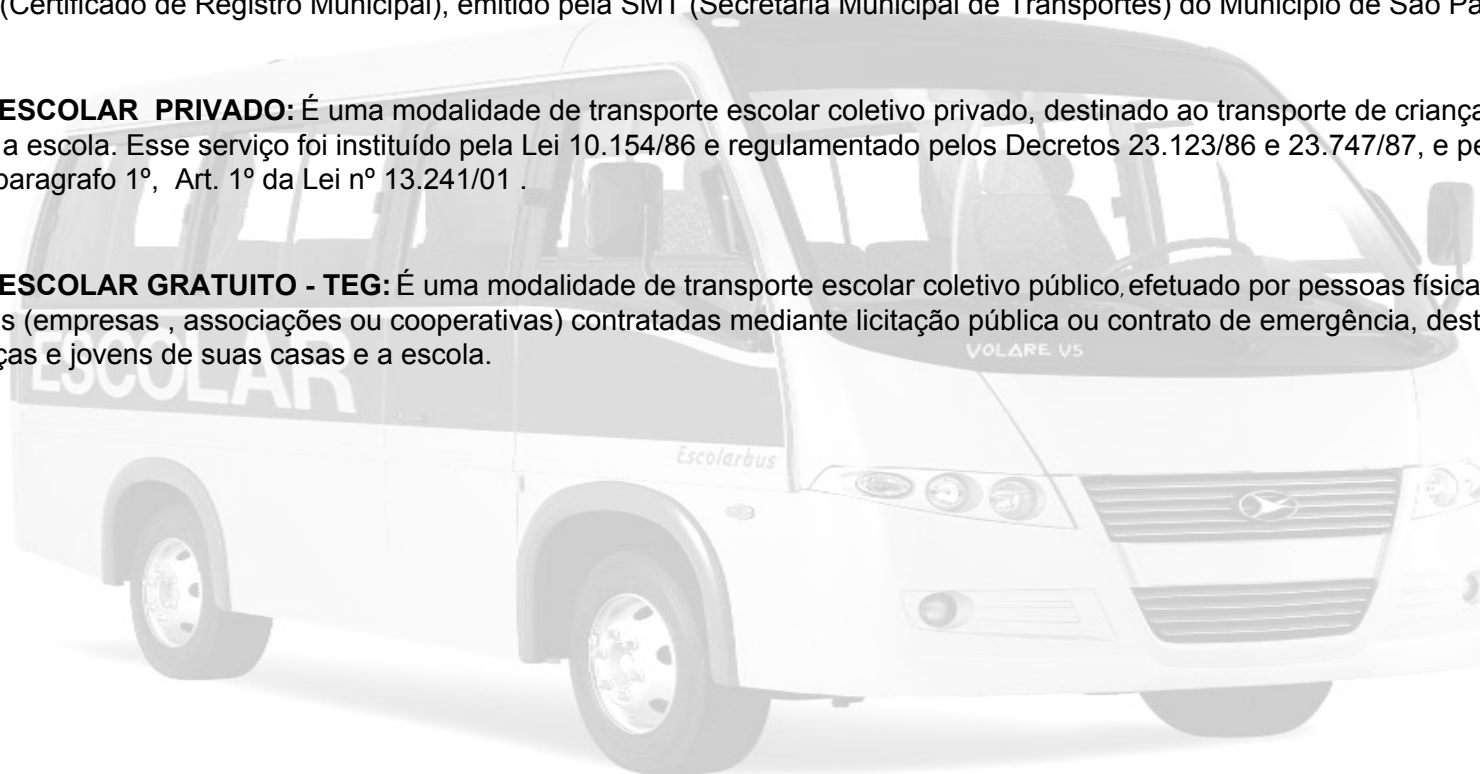 (Certificado de Registro Municipal), emitido pela SMT (Secretaria Municipal de Transportes) do Município de São Pa
ESCOLAR PRIVADO: É uma modalidade de transporte escolar coletivo privado, destinado ao transporte de criança
a escola. Esse serviço foi instituído pela Lei 10.154/86 e regulamentado pelos Decretos 23.123/86 e 23.747/87, e pe
paragrafo 1º, Art. 1º da Lei nº 13.241/01 .
ESCOLAR GRATUITO - TEG: É uma modalidade de transporte escolar coletivo público, efetuado por pessoas física
s (empresas , associações ou cooperativas) contratadas mediante licitação pública ou contrato de emergência, dest
ças e jovens de suas casas e a escola.
VOLARE V5
ESCOLAR
Escolarbus